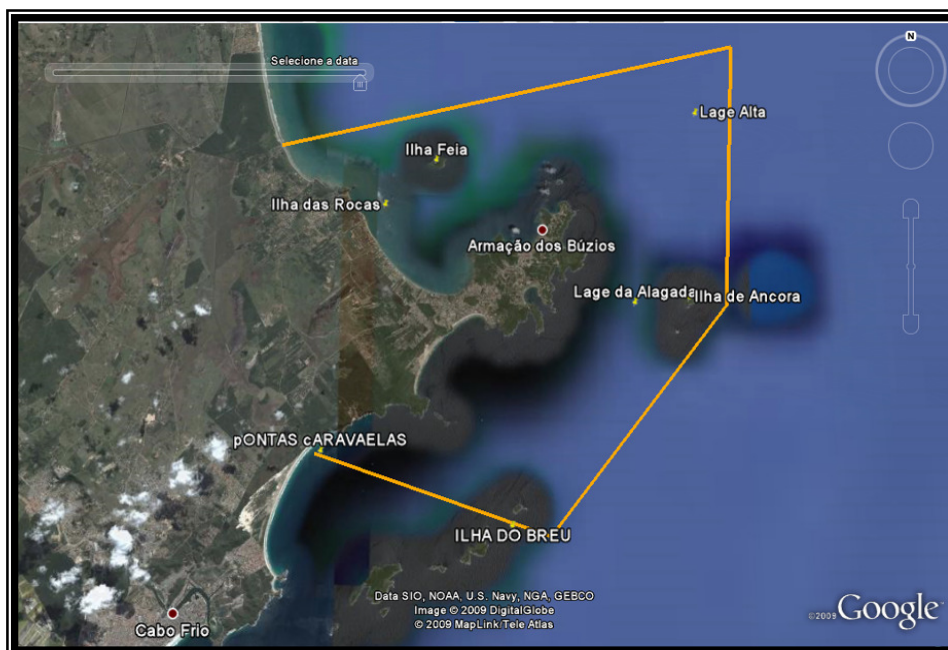 Selecione a data
N
Lage Alta
Ilha Feia
Ilha das Rocas
Armação dos Búzios
Lage da Alagada
Ilha de Ancora
pONTAS cARAVAELAS
ILHA DO BREU
Data SIO, NOAA, U.S. Navy, NGA, GEBCO
Image © 2009 DigitalGlobe
© 2009 MapLink/Tele Atlas
Cabo Frio
©2009 Google